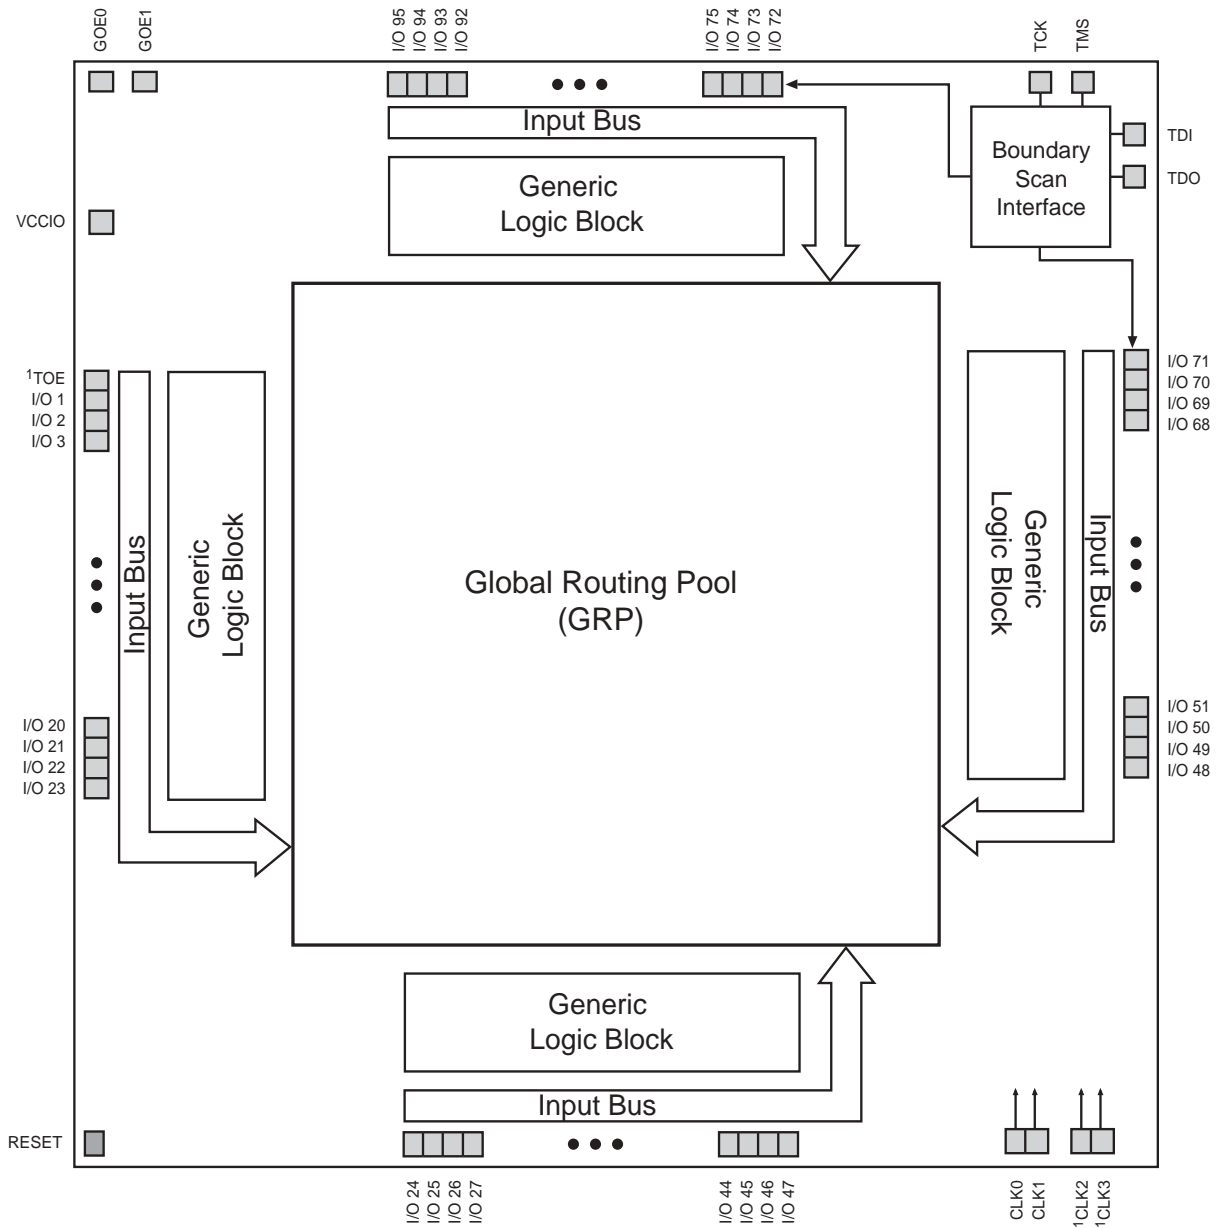 GOE0
GOE1
I/O 95
I/O 94
I/O 93
I/O 92
I/O 75
I/O 74
I/O 73
I/O 72
TCK
TMS
Input Bus
Generic
Logic Block
Boundary
Scan
Interface
TDI
TDO
VCCIO
¹TOE
I/O 1
I/O 2
I/O 3
I/O 20
I/O 21
I/O 22
I/O 23
Input Bus
Generic
Logic Block
Global Routing Pool
(GRP)
Generic
Logic Block
Input Bus
I/O 71
I/O 70
I/O 69
I/O 68
I/O 51
I/O 50
I/O 49
I/O 48
Generic
Logic Block
Input Bus
RESET
I/O 24
I/O 25
I/O 26
I/O 27
I/O 44
I/O 45
I/O 46
I/O 47
CLK0
CLK1
¹CLK2
¹CLK3